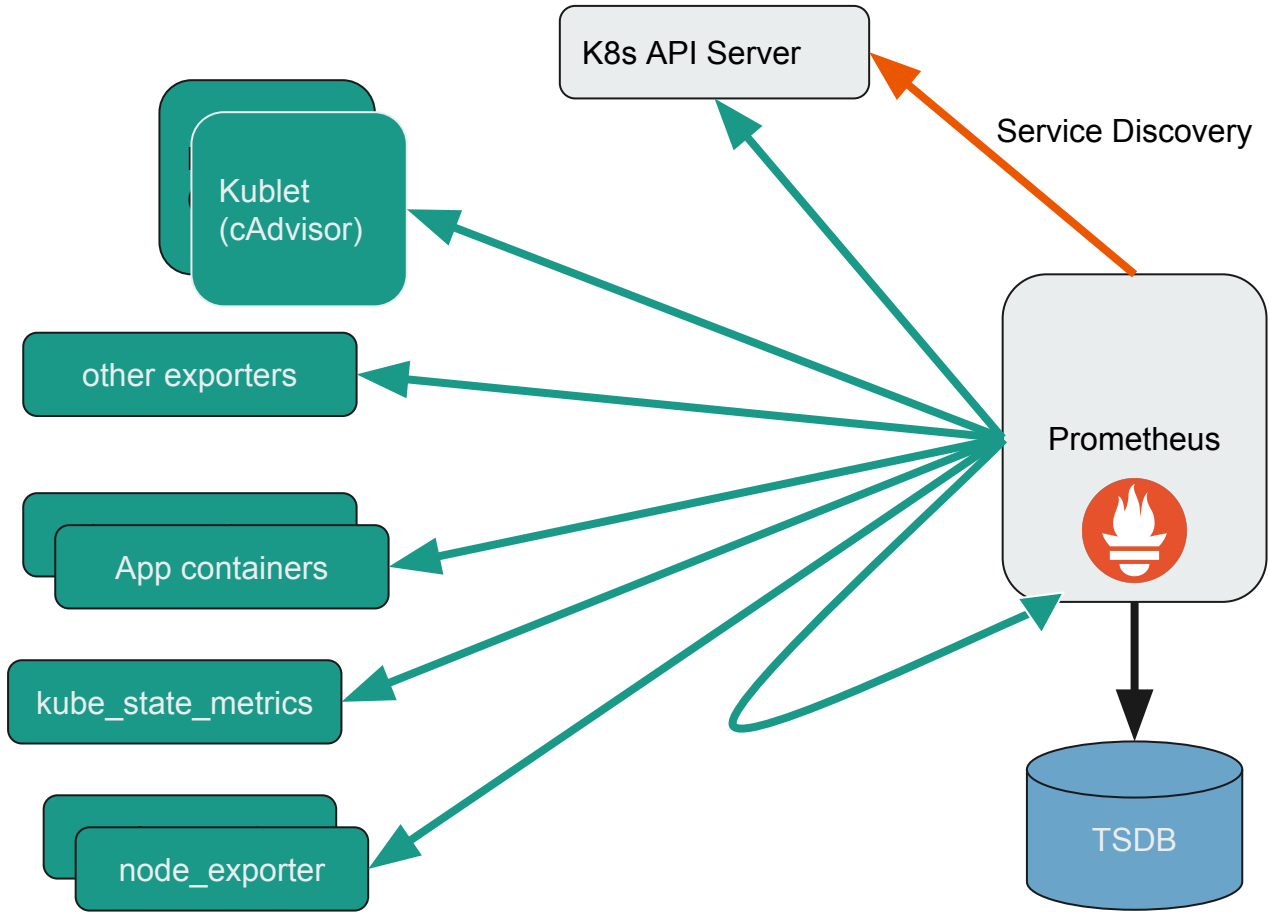 K8s API Server
Service Discovery
Kublet
(cAdvisor)
other exporters
Prometheus
App containers
kube_state_metrics
node_exporter
TSDB